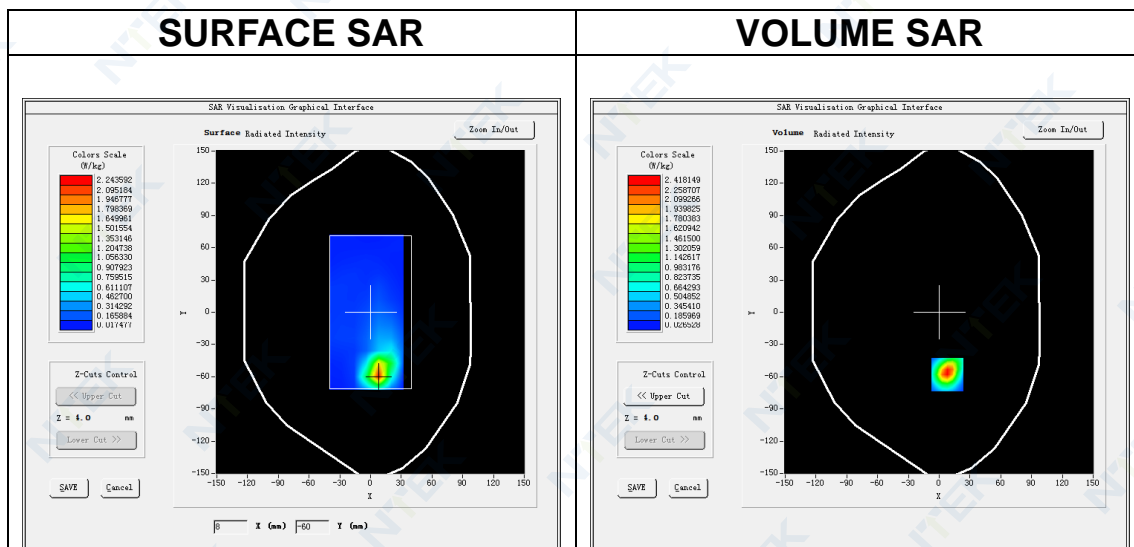 SURFACE SAR
VOLUME SAR
SAR Visualisation Graphical Interface
Surface Radiated Intensity
Zoom In/Out
Colors Scale
(W/kg)
2.243592
2.095184
1.946777
1.798369
1.649961
1.501554
1.353146
1.204738
1.056330
0.907923
0.759515
0.611107
0.462700
0.314292
0.165884
0.017477
150
120
90
60
30
0
-30
-60
-90
-120
-150
Y
-150 -120 -90 -60 -30 0 30 60 90 120 150
X
Z-Cuts Control
<< Upper Cut
Z = 4.0 mm
Lower Cut >>
SAVE Cancel
8 X (mm) -60 Y (mm)
SAR Visualisation Graphical Interface
Volume Radiated Intensity
Zoom In/Out
Colors Scale
(W/kg)
2.418149
2.258707
2.099266
1.939825
1.780383
1.620942
1.461500
1.302059
1.142617
0.983176
0.823735
0.664293
0.504852
0.345410
0.185969
0.026528
150
120
90
60
30
0
-30
-60
-90
-120
-150
Y
-150 -120 -90 -60 -30 0 30 60 90 120 150
X
Z-Cuts Control
<< Upper Cut
Z = 4.0 mm
Lower Cut >>
SAVE Cancel
NTEK